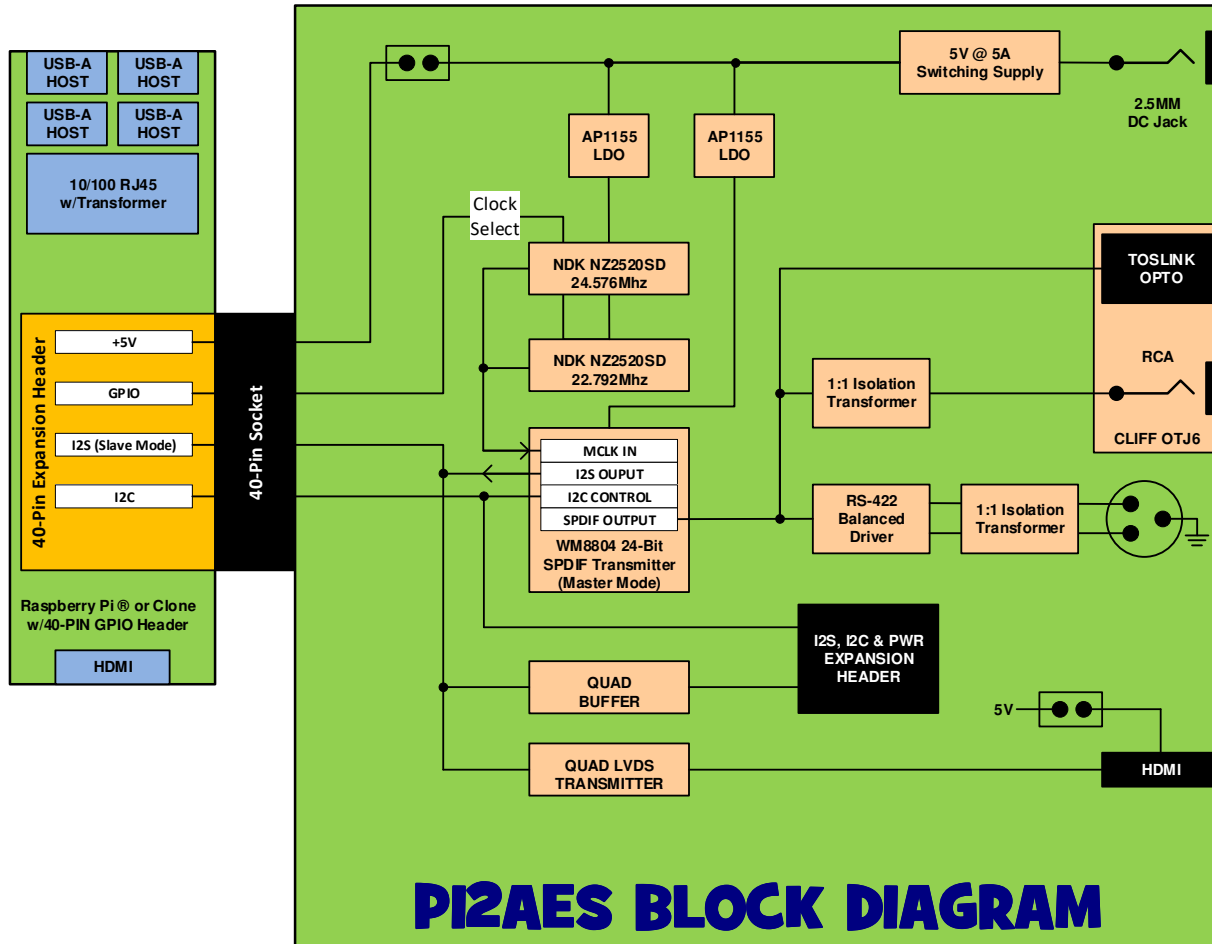 USB-A
HOST
USB-A
HOST
USB-A
HOST
USB-A
HOST
10/100 RJ45
w/Transformer
40-Pin Expansion Header
+5V
GPIO
I2S (Slave Mode)
I2C
40-Pin Socket
Raspberry Pi ® or Clone
w/40-PIN GPIO Header
HDMI
5V @ 5A
Switching Supply
2.5MM
DC Jack
AP1155
LDO
AP1155
LDO
Clock
Select
NDK NZ2520SD
24.576Mhz
NDK NZ2520SD
22.792Mhz
MCLK IN
I2S OUPUT
I2C CONTROL
SPDIF OUTPUT
WM8804 24-Bit
SPDIF Transmitter
(Master Mode)
TOSLINK
OPTO
RCA
CLIFF OTJ6
1:1 Isolation
Transformer
RS-422
Balanced
Driver
1:1 Isolation
Transformer
I2S, I2C & PWR
EXPANSION
HEADER
QUAD
BUFFER
5V
QUAD LVDS
TRANSMITTER
HDMI
PI2AES BLOCK DIAGRAM